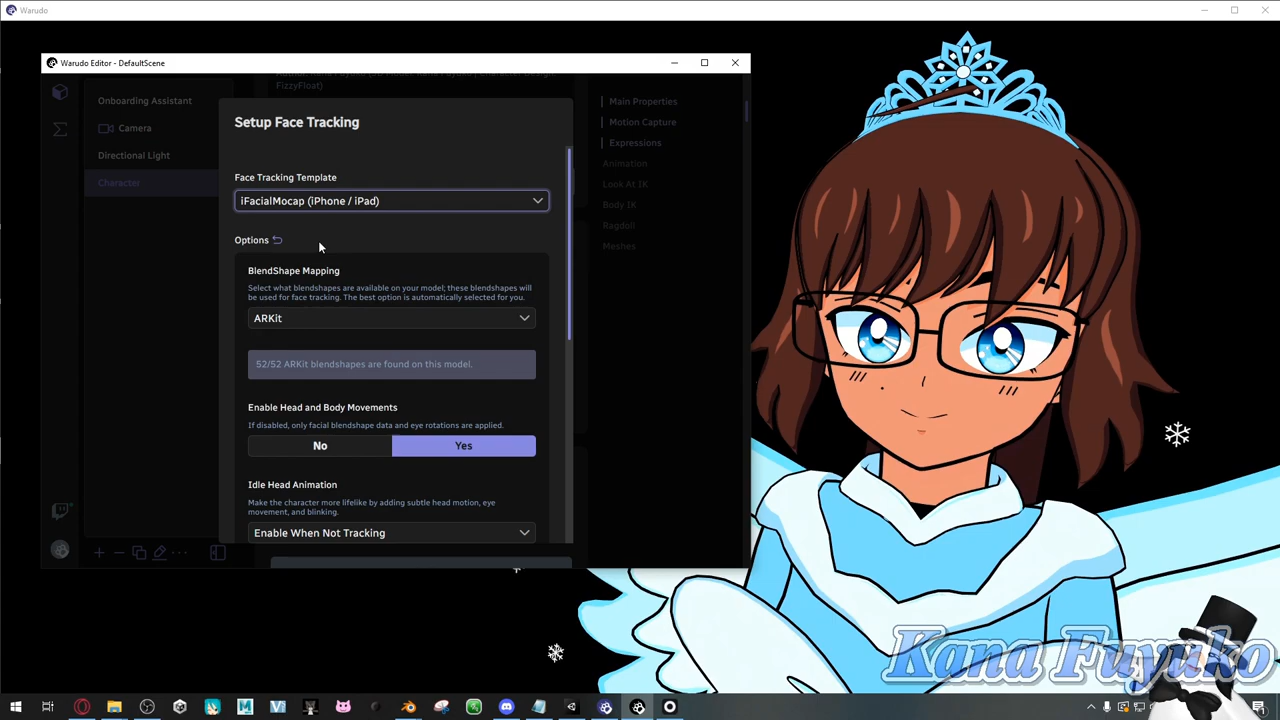 Warudo
Warudo Editor - DefaultScene
FizzyFloat)
Onboarding Assistant
Camera
Directional Light
Character
Setup Face Tracking
Face Tracking Template
iFacialMocap (iPhone / iPad)
Options
BlendShape Mapping
Select what blendshapes are available on your model; these blendshapes will
be used for face tracking. The best option is automatically selected for you.
ARKit
52/52 ARKit blendshapes are found on this model.
Enable Head and Body Movements
If disabled, only facial blendshape data and eye rotations are applied.
No
Yes
Idle Head Animation
Make the character more lifelike by adding subtle head motion, eye
movement, and blinking.
Enable When Not Tracking
Main Properties
Motion Capture
Expressions
Animation
Look At IK
Body IK
Ragdoll
Meshes
Kana Fuyuko